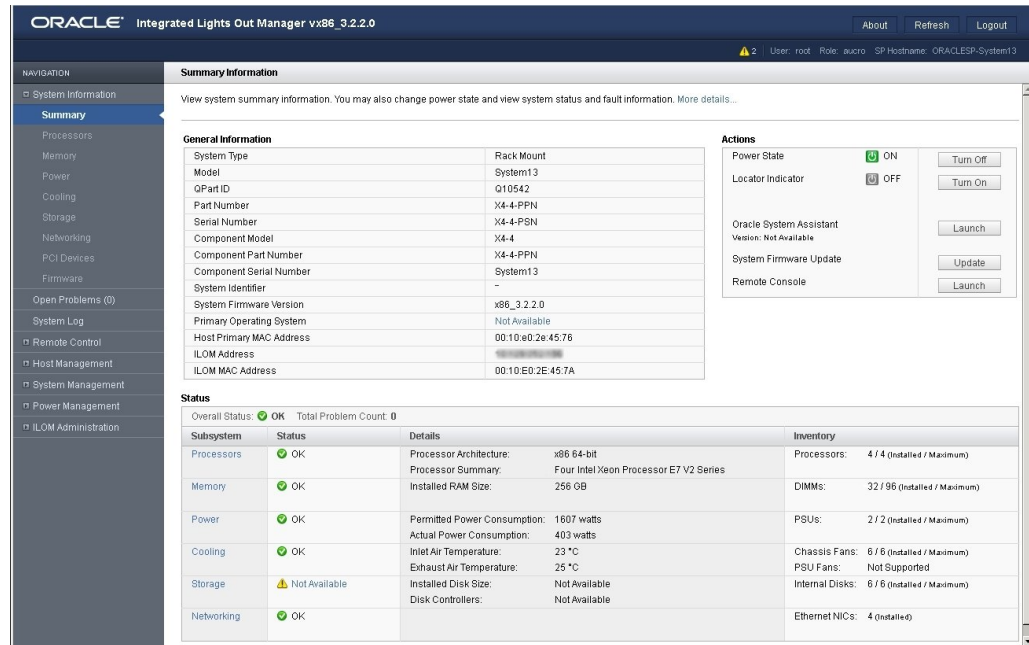 ORACLE® Integrated Lights Out Manager vx86_3.2.2.0
About Refresh Logout
2 User: root Role: aucro SP Hostname: ORACLESP-System13
NAVIGATION
System Information
Summary
Processors
Memory
Power
Cooling
Storage
Networking
PCI Devices
Firmware
Open Problems (0)
System Log
Remote Control
Host Management
System Management
Power Management
ILOM Administration
Summary Information
View system summary information. You may also change power state and view system status and fault information. More details...
General Information
System Type Rack Mount
Model System13
QPart ID Q10542
Part Number X4-4-PPN
Serial Number X4-4-PSN
Component Model X4-4
Component Part Number X4-4-PPN
Component Serial Number System13
System Identifier -
System Firmware Version x86_3.2.2.0
Primary Operating System Not Available
Host Primary MAC Address 00:10:e0:2e:45:76
ILOM Address
ILOM MAC Address 00:10:E0:2E:45:7A
Actions
Power State ON Turn Off
Locator Indicator OFF Turn On
Oracle System Assistant Launch
Version: Not Available
System Firmware Update Update
Remote Console Launch
Status
Overall Status: OK Total Problem Count: 0
Subsystem Status Details Inventory
Processors OK Processor Architecture: x86 64-bit Processors: 4 / 4 (Installed / Maximum)
Processor Summary: Four Intel Xeon Processor E7 V2 Series
Memory OK Installed RAM Size: 256 GB DIMMs: 32 / 96 (Installed / Maximum)
Power OK Permitted Power Consumption: 1607 watts PSUs: 2 / 2 (Installed / Maximum)
Actual Power Consumption: 403 watts
Cooling OK Inlet Air Temperature: 23 °C Chassis Fans: 6 / 6 (Installed / Maximum)
Exhaust Air Temperature: 25 °C PSU Fans: Not Supported
Storage Not Available Installed Disk Size: Not Available Internal Disks: 6 / 6 (Installed / Maximum)
Disk Controllers: Not Available
Networking OK Ethernet NICs: 4 (Installed)